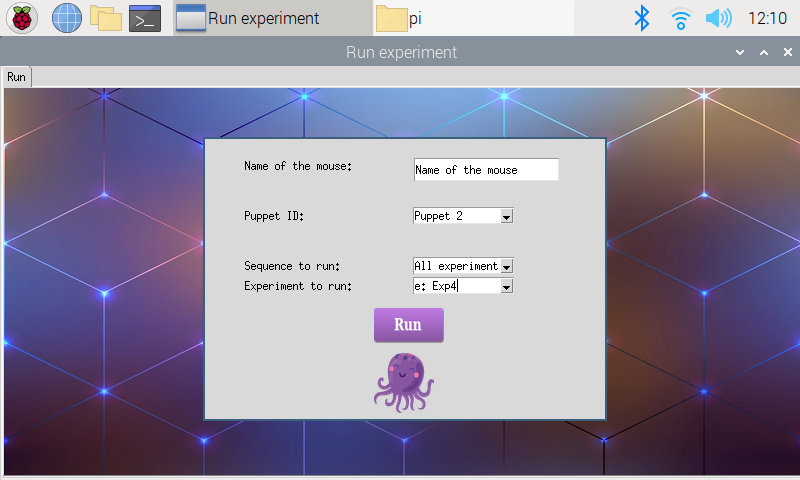 Run experiment
pi
12:10
Run experiment
Run
Name of the mouse:
Name of the mouse
Puppet ID:
Puppet 2
Sequence to run:
All experiment
Experiment to run:
e: Exp4
Run